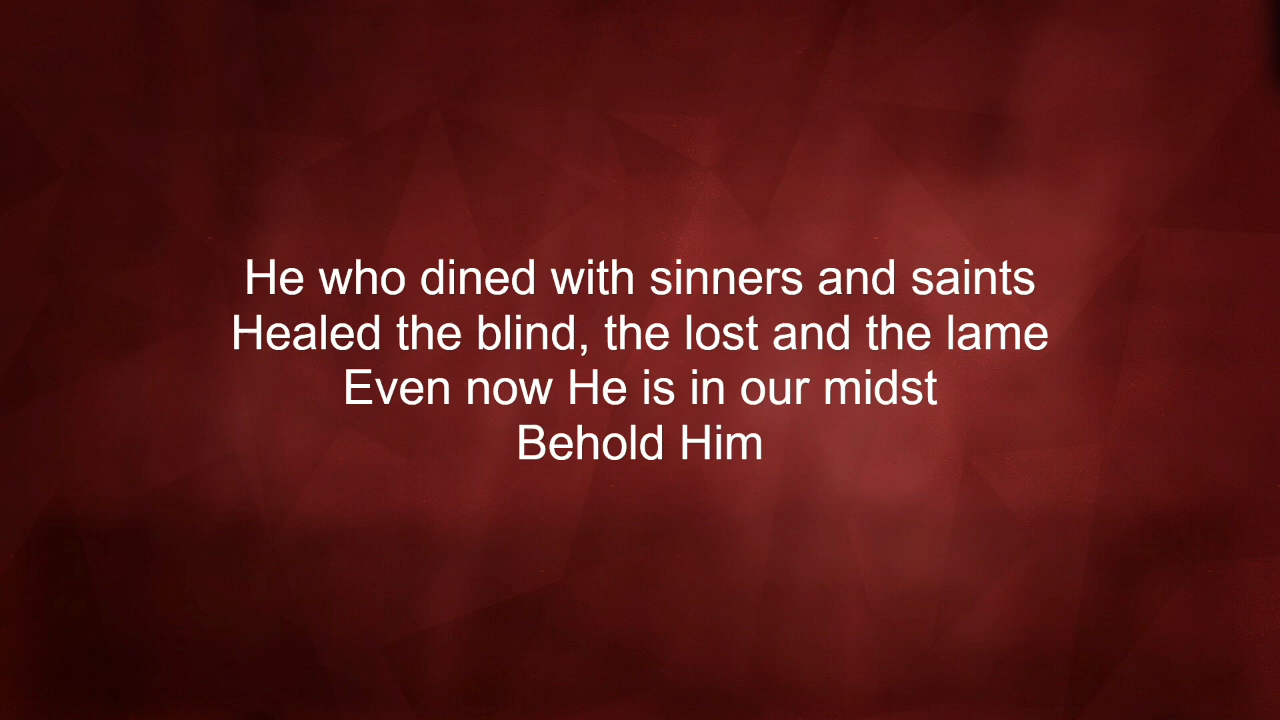 He who dined with sinners and saints
Healed the blind, the lost and the lame
Even now He is in our midst
Behold Him